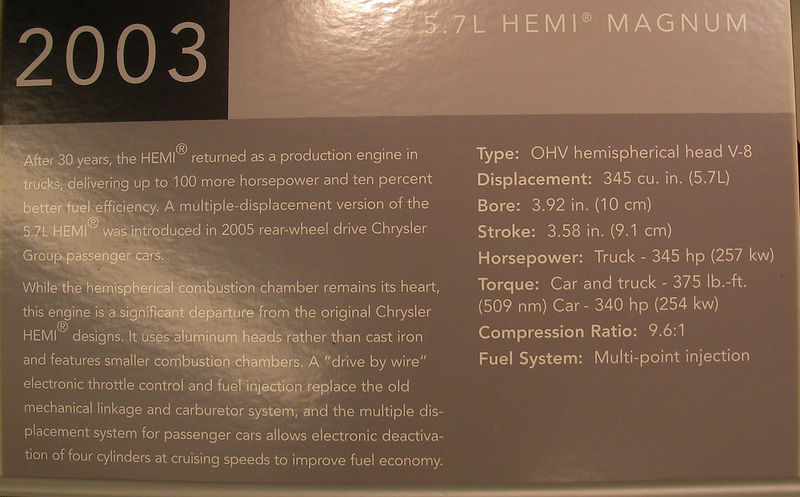 2003
5.7L HEMI® MAGNUM
After 30 years, the HEMI® returned as a production engine in
trucks, delivering up to 100 more horsepower and ten percent
better fuel efficiency. A multiple-displacement version of the
5.7L HEMI® was introduced in 2005 rear-wheel drive Chrysler
Group passenger cars.
While the hemispherical combustion chamber remains its heart,
this engine is a significant departure from the original Chrysler
HEMI® designs. It uses aluminum heads rather than cast iron
and features smaller combustion chambers. A "drive by wire"
electronic throttle control and fuel injection replace the old
mechanical linkage and carburetor system, and the multiple dis-
placement system for passenger cars allows electronic deactiva-
tion of four cylinders at cruising speeds to improve fuel economy.
Type: OHV hemispherical head V-8
Displacement: 345 cu. in. (5.7L)
Bore: 3.92 in. (10 cm)
Stroke: 3.58 in. (9.1 cm)
Horsepower: Truck - 345 hp (257 kw)
Torque: Car and truck - 375 lb.-ft.
(509 nm) Car - 340 hp (254 kw)
Compression Ratio: 9.6:1
Fuel System: Multi-point injection